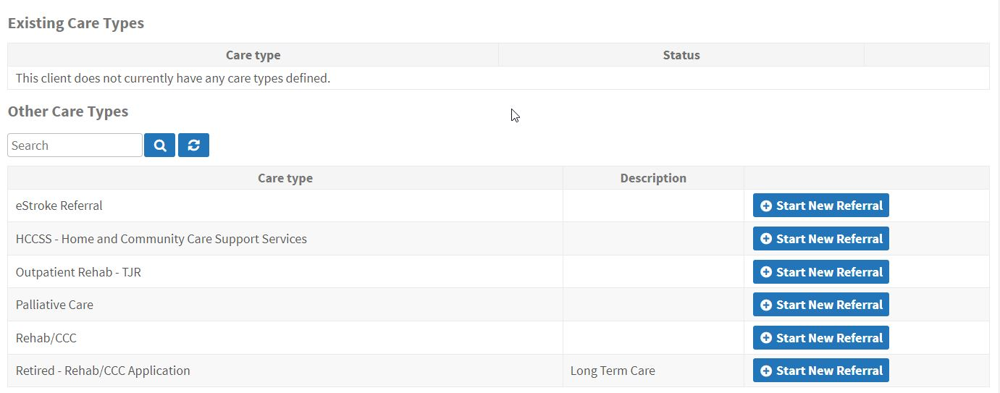 Existing Care Types
Care type Status
This client does not currently have any care types defined.
Other Care Types
Search
Care type Description
eStroke Referral Start New Referral
HCCSS - Home and Community Care Support Services Start New Referral
Outpatient Rehab - TJR Start New Referral
Palliative Care Start New Referral
Rehab/CCC Start New Referral
Retired - Rehab/CCC Application Long Term Care Start New Referral